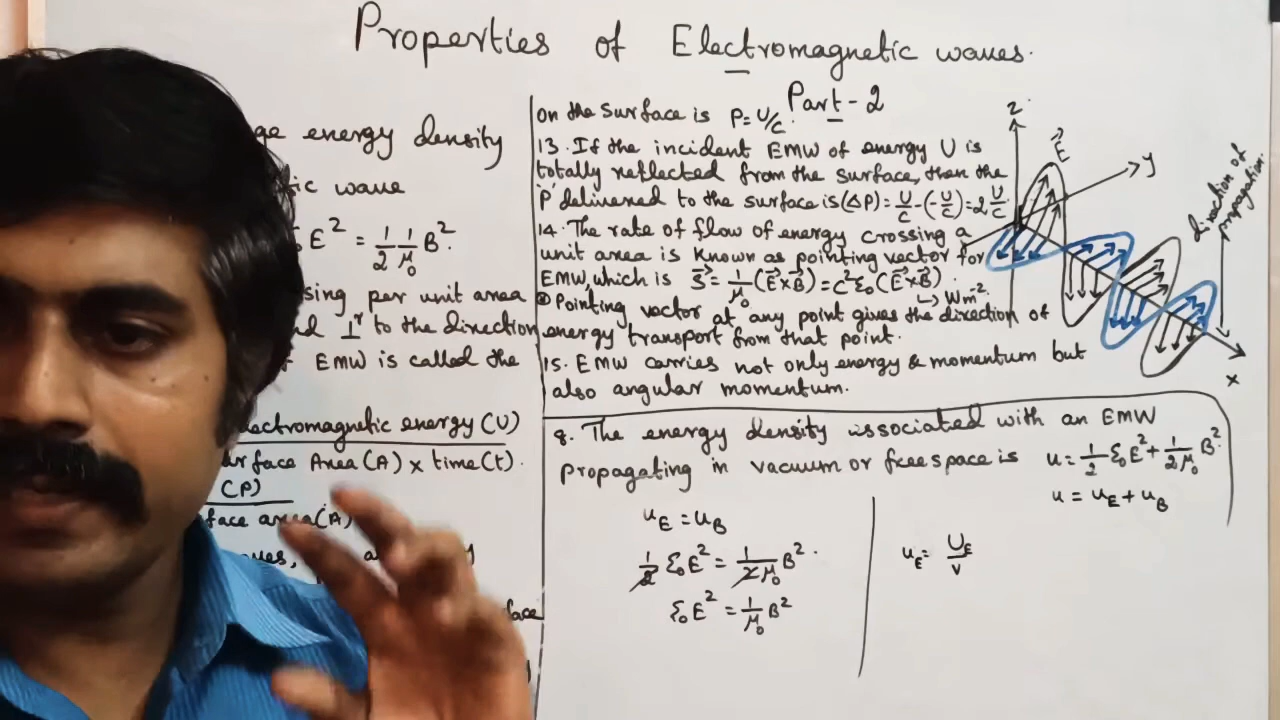 Properties of Electromagnetic waves.
Part-2
energy density
wave
E² = 1/2 1/μ₀ B².
per unit area
⊥ʳ to the direction
EMW is called the
electromagnetic energy (U)
Surface Area(A) × time(t).
(P)
area(A)
on the surface is P=U/C.
13. If the incident EMW of energy U is
totally reflected from the surface, then the
'P' delivered to the surface is (ΔP)= U/C -(-U/C)=2 U/C.
14. The rate of flow of energy crossing a
unit area is known as pointing vector for
EMW, which is S⃗= 1/μ₀ (E⃗×B⃗)=c²ε₀(E⃗×B⃗).
↳ Wm⁻².
Pointing vector at any point gives the direction of
energy transport from that point.
15. EMW carries not only energy & momentum but
also angular momentum.
8. The energy density associated with an EMW
propagating in vacuum or free space is u= 1/2 ε₀E²+ 1/2μ₀ B².
u = u_E + u_B
u_E = u_B
1/2 ε₀E² = 1/2μ₀ B².
ε₀E² = 1/μ₀ B²
u_E= U_E/V
Z
E⃗
y
direction of
propagation.
x